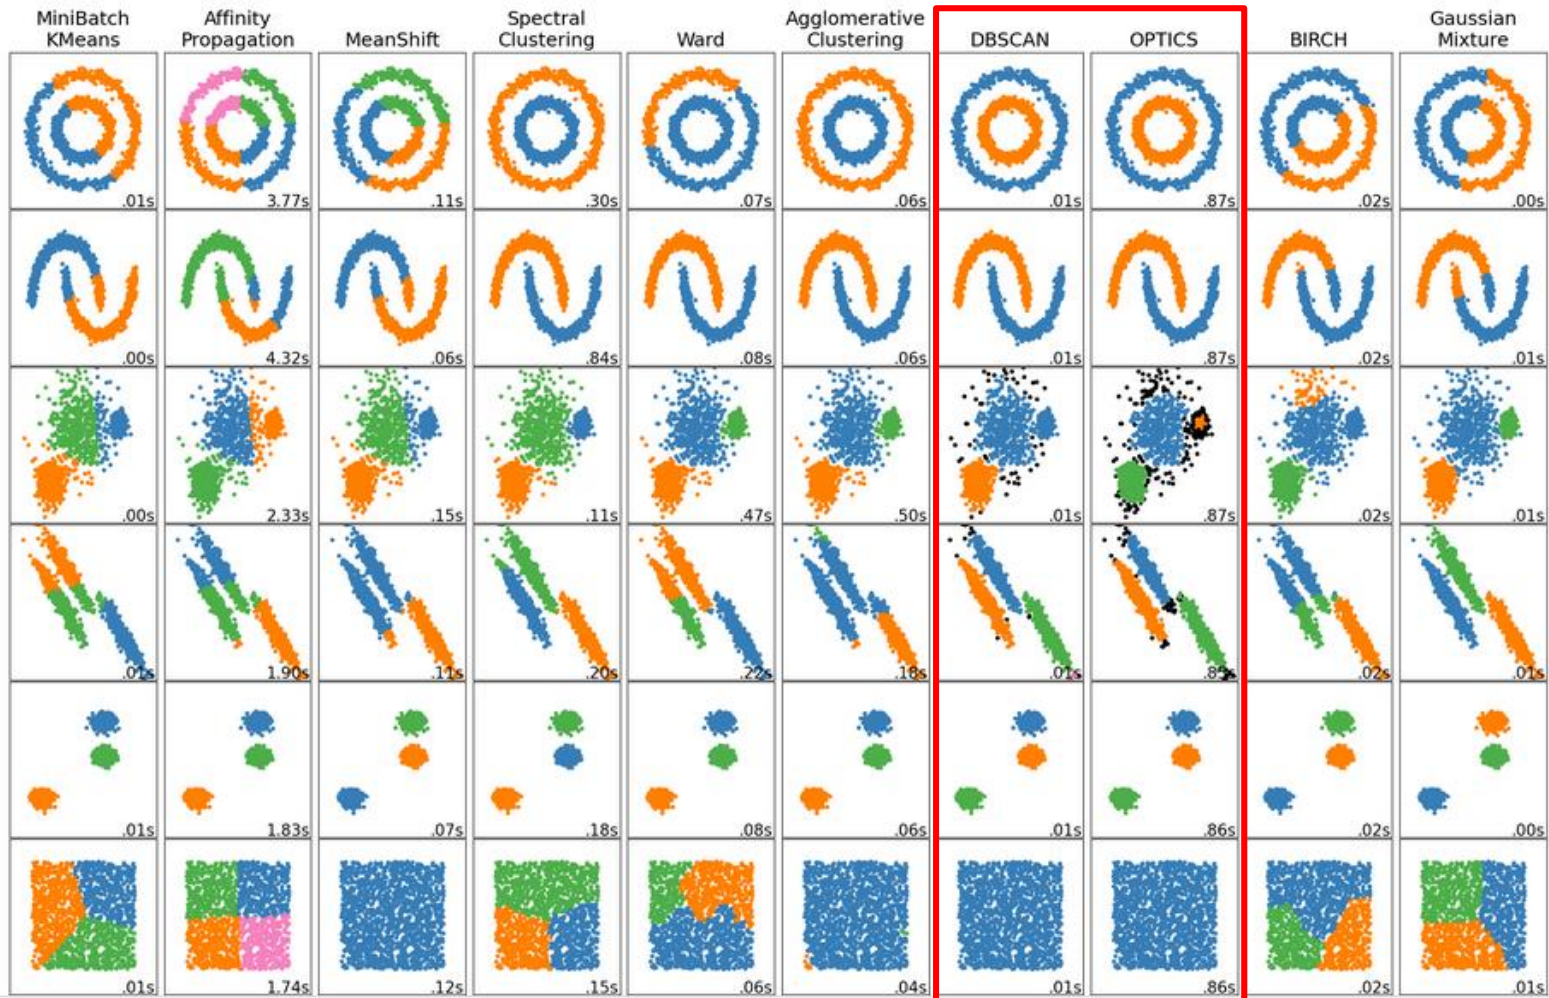 MiniBatch
KMeans
Affinity
Propagation
MeanShift
Spectral
Clustering
Ward
Agglomerative
Clustering
DBSCAN
OPTICS
BIRCH
Gaussian
Mixture
.01s
3.77s
.11s
.30s
.07s
.06s
.01s
.87s
.02s
.00s
.00s
4.32s
.06s
.84s
.08s
.06s
.01s
.87s
.02s
.01s
.00s
2.33s
.15s
.11s
.47s
.50s
.01s
.87s
.02s
.01s
.01s
1.90s
.11s
.20s
.22s
.18s
.01s
.02s
.01s
.01s
1.83s
.07s
.18s
.08s
.06s
.01s
.86s
.02s
.00s
.01s
1.74s
.12s
.15s
.06s
.04s
.01s
.86s
.02s
.01s